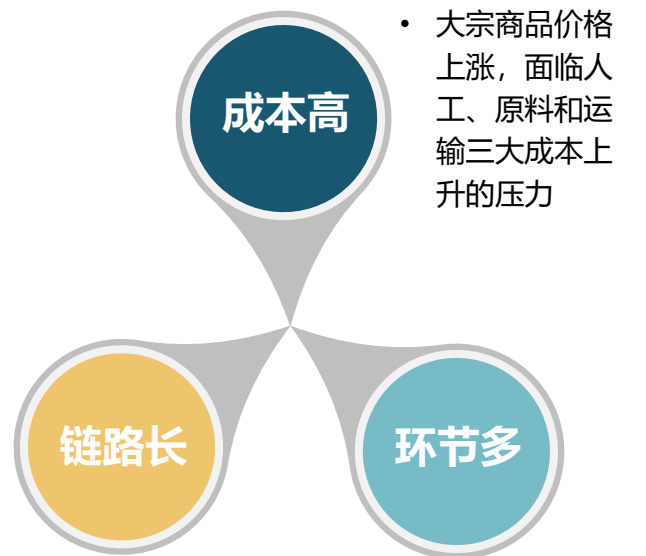 成本高
• 大宗商品价格
上涨，面临人
工、原料和运
输三大成本上
升的压力
链路长
环节多